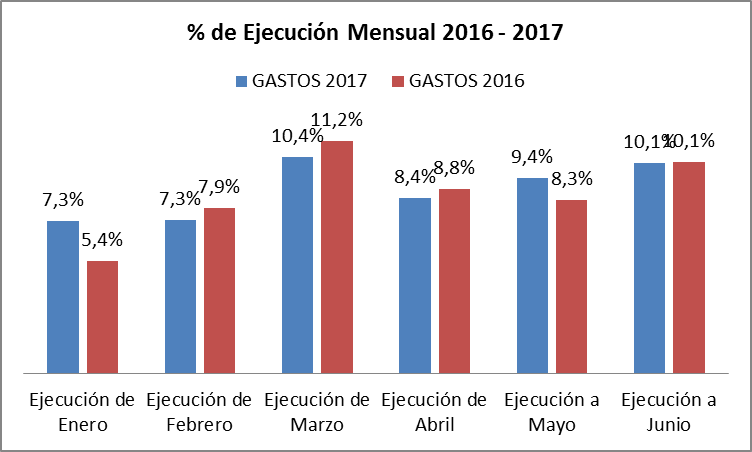 % de Ejecución Mensual 2016 - 2017
GASTOS 2017 GASTOS 2016
7,3% 5,4% 7,3% 7,9% 10,4% 11,2% 8,4% 8,8% 9,4% 8,3% 10,1% 10,1%
Ejecución de Ejecución de Ejecución de Ejecución de Ejecución a Ejecución a
Enero Febrero Marzo Abril Mayo Junio